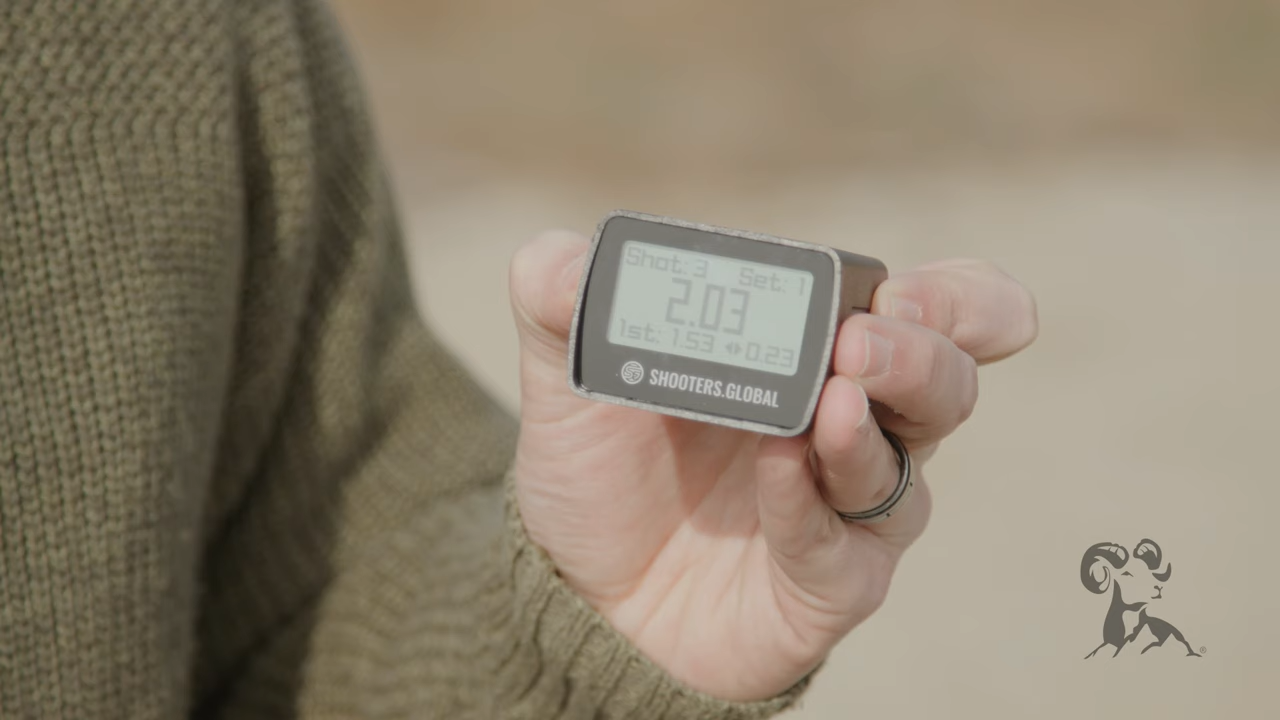 Shot: 3 Set: 1
2.03
1st: 1.53 ◂▸0.23
SHOOTERS.GLOBAL
®